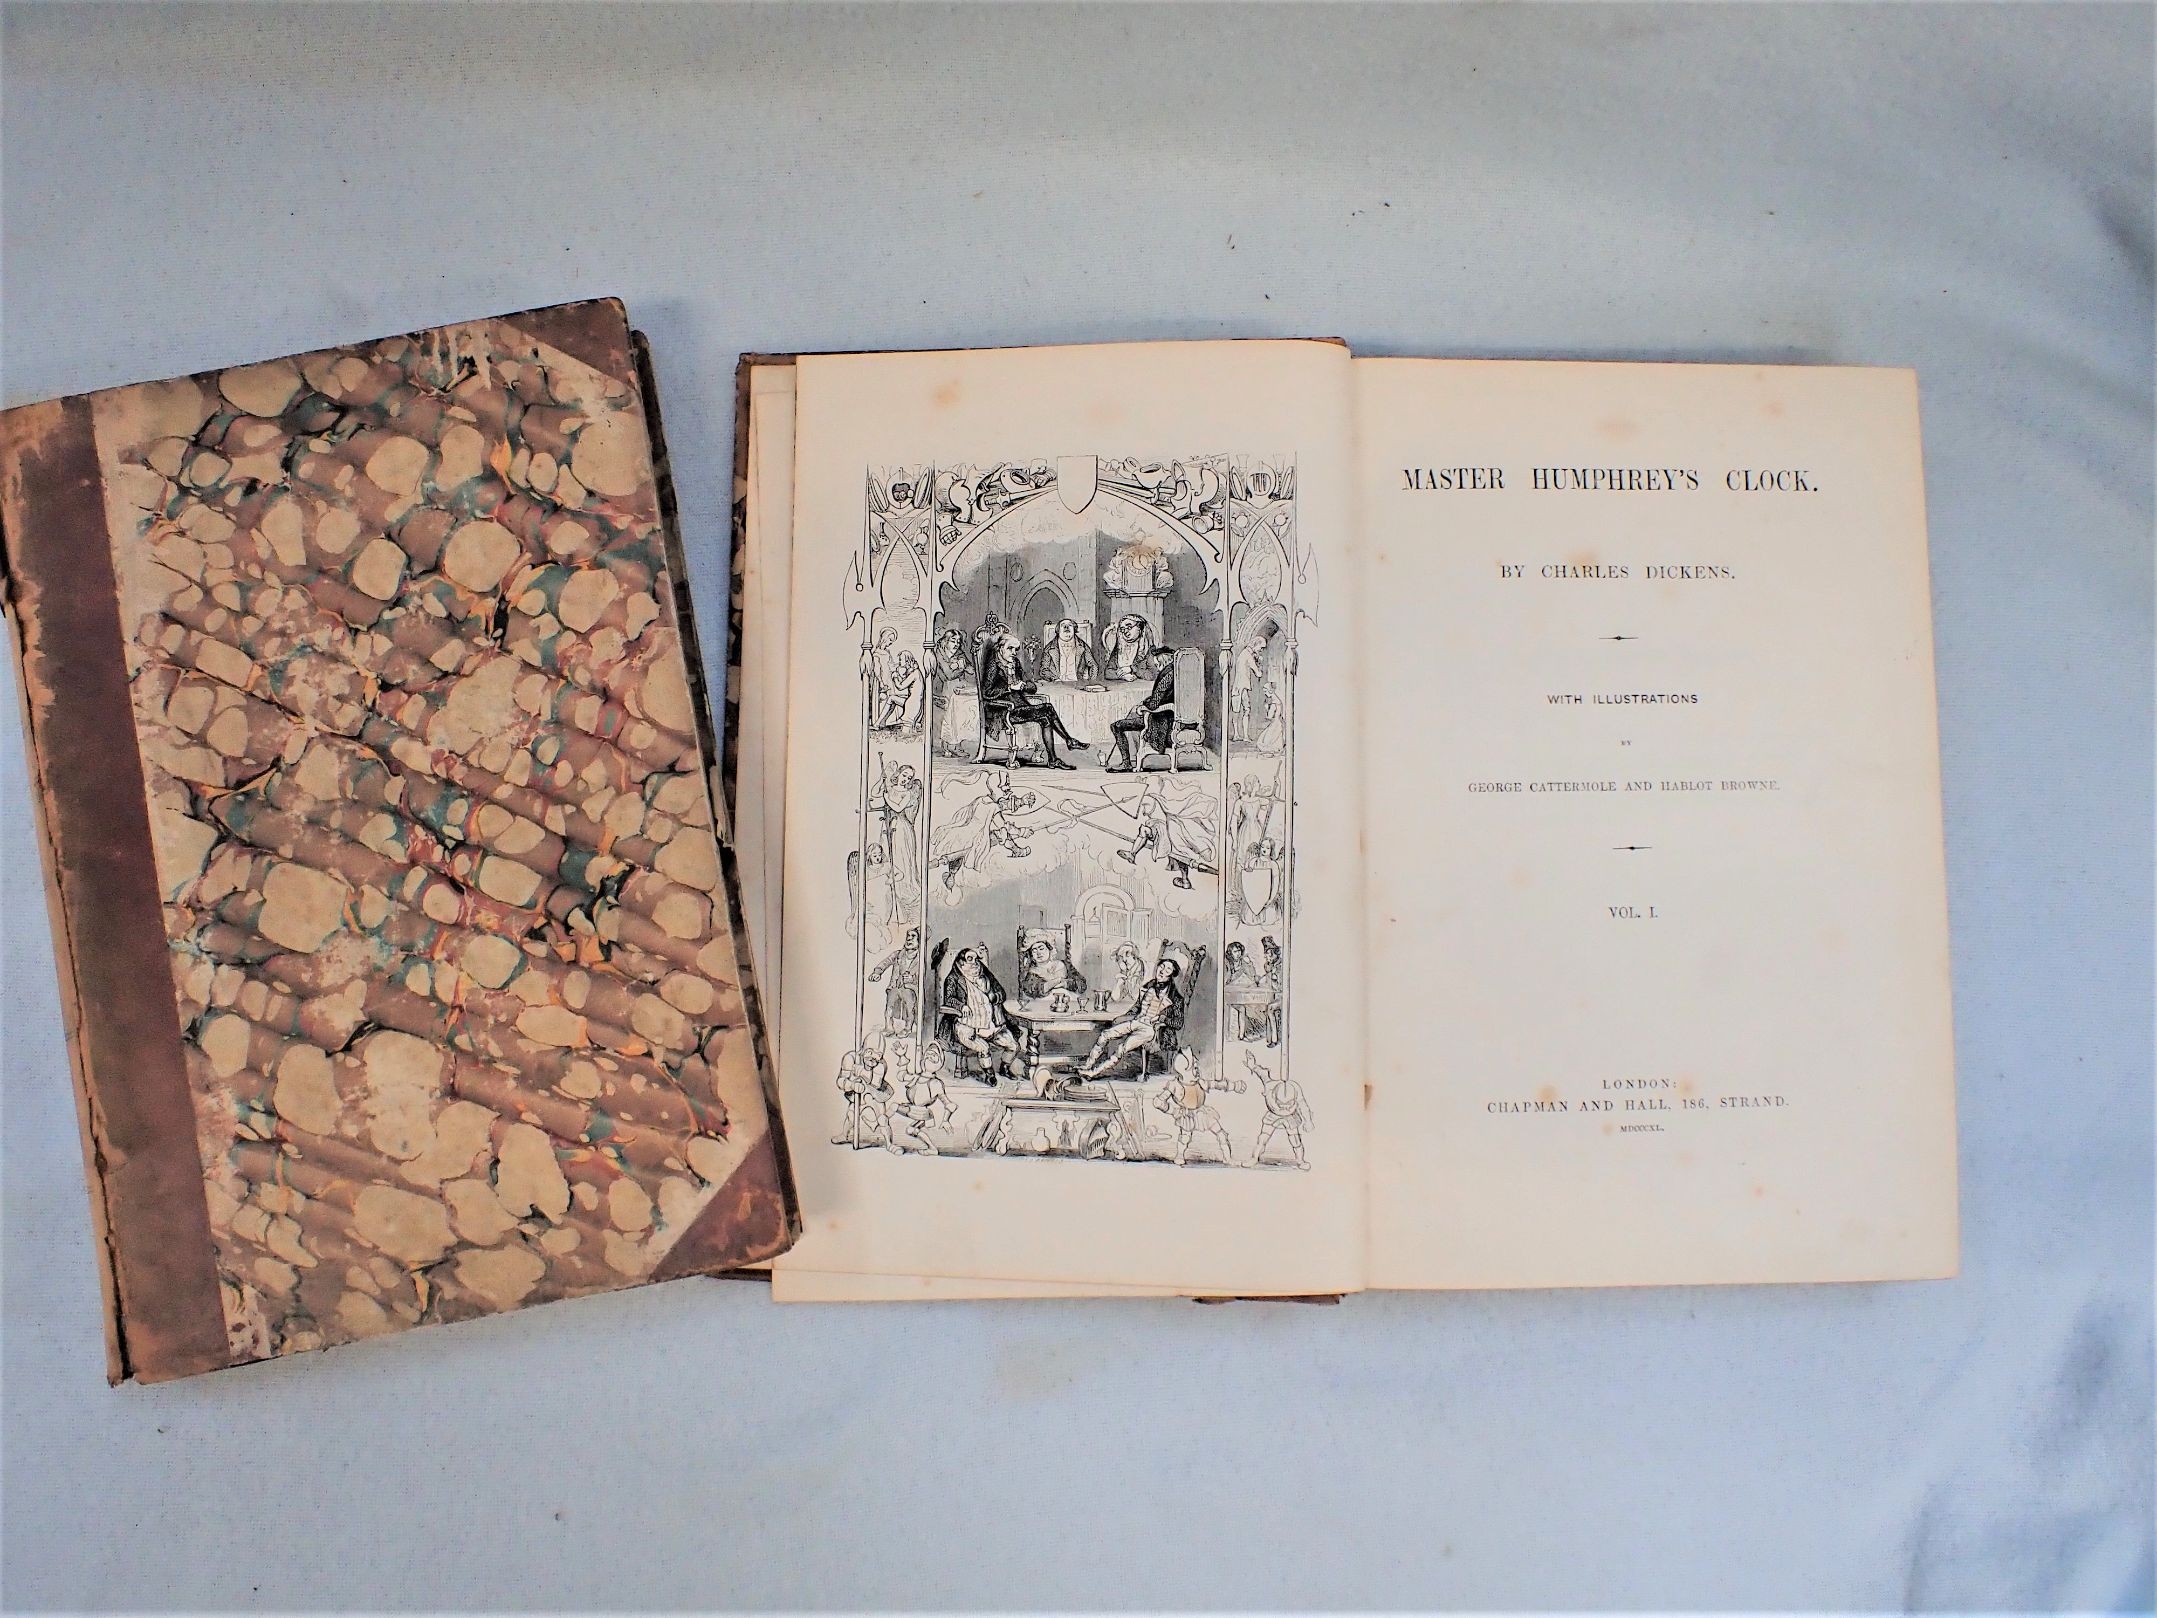 MASTER HUMPHREY'S CLOCK.
BY CHARLES DICKENS.
WITH ILLUSTRATIONS
BY
GEORGE CATTERMOLE AND HABLOT BROWNE.
VOL. I.
LONDON:
CHAPMAN AND HALL, 186, STRAND.
MDCCCXL.